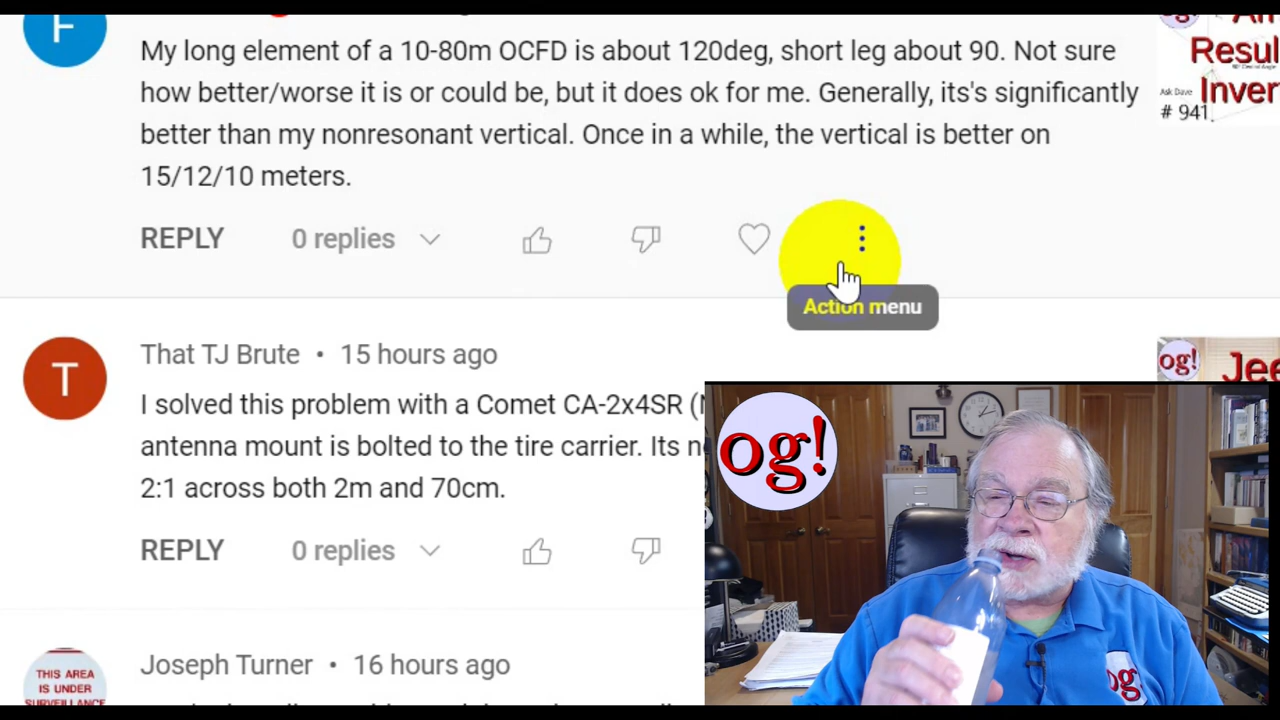 F
My long element of a 10-80m OCFD is about 120deg, short leg about 90. Not sure
how better/worse it is or could be, but it does ok for me. Generally, its's significantly
better than my nonresonant vertical. Once in a while, the vertical is better on
15/12/10 meters.
Resul
Ask Dave
Inver
# 941
REPLY 0 replies
Action menu
T
That TJ Brute • 15 hours ago
og!
Jee
I solved this problem with a Comet CA-2x4SR (
antenna mount is bolted to the tire carrier. Its
2:1 across both 2m and 70cm.
REPLY 0 replies
og!
THIS AREA
IS UNDER
SURVEILLANCE
Joseph Turner • 16 hours ago
og